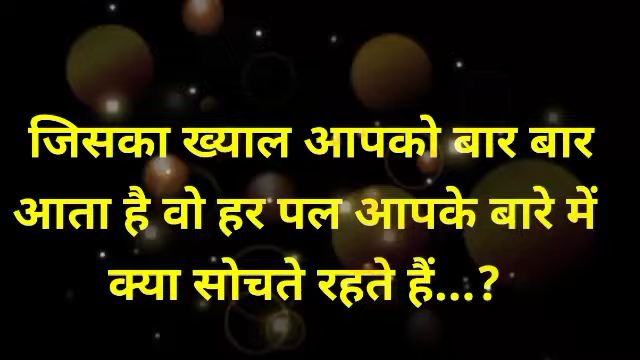 जिसका ख्याल आपको बार बार
आता है वो हर पल आपके बारे में
क्या सोचते रहते हैं...?